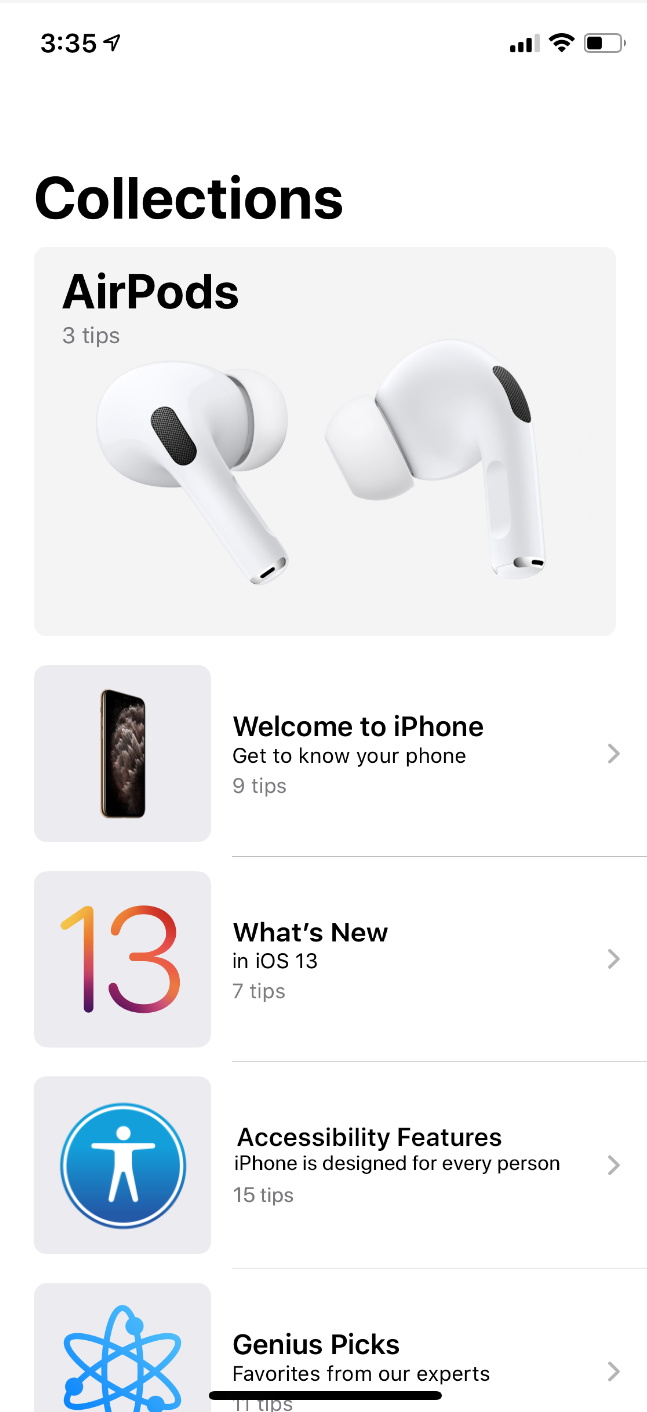 3:35
Collections
AirPods
3 tips
Welcome to iPhone
Get to know your phone
9 tips
13
What’s New
in iOS 13
7 tips
Accessibility Features
iPhone is designed for every person
15 tips
Genius Picks
Favorites from our experts
11 tips